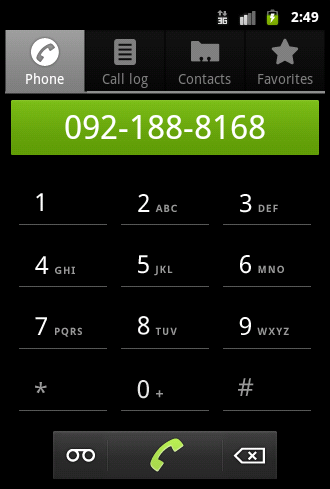 3G 2:49
Phone Call log Contacts Favorites
092-188-8168
1 2 ABC 3 DEF
4 GHI 5 JKL 6 MNO
7 PQRS 8 TUV 9 WXYZ
* 0 + #